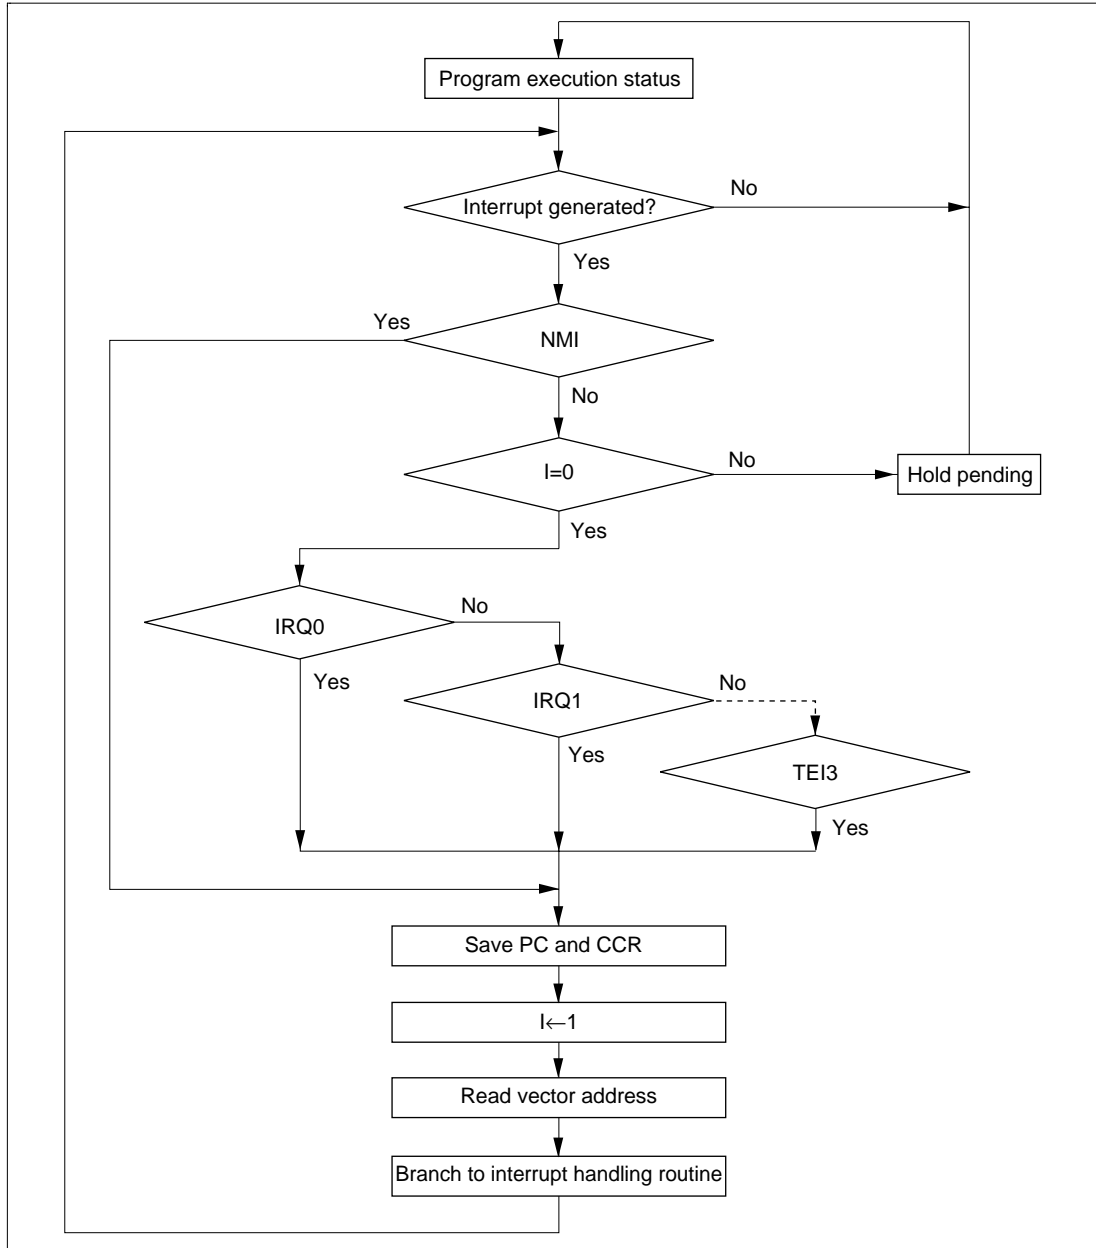 Program execution status
Interrupt generated?
No
Yes
Yes
NMI
No
I=0
No
Hold pending
Yes
IRQ0
No
Yes
IRQ1
No
Yes
TEI3
Yes
Save PC and CCR
I←1
Read vector address
Branch to interrupt handling routine